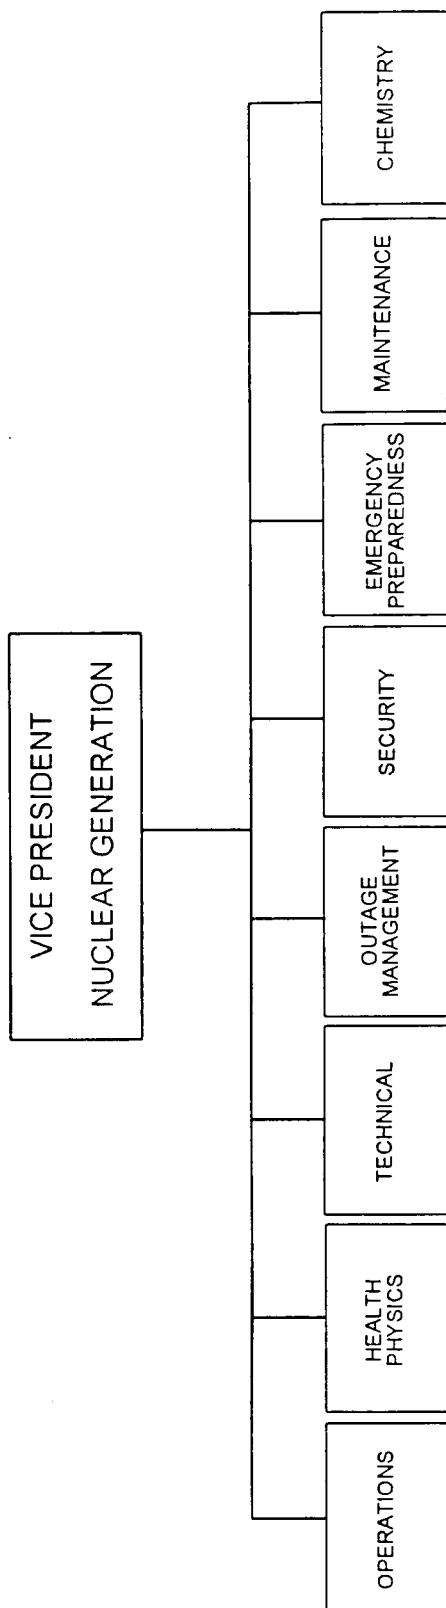 VICE PRESIDENT
NUCLEAR GENERATION
OPERATIONS
HEALTH
PHYSICS
TECHNICAL
OUTAGE
MANAGEMENT
SECURITY
EMERGENCY
PREPAREDNESS
MAINTENANCE
CHEMISTRY